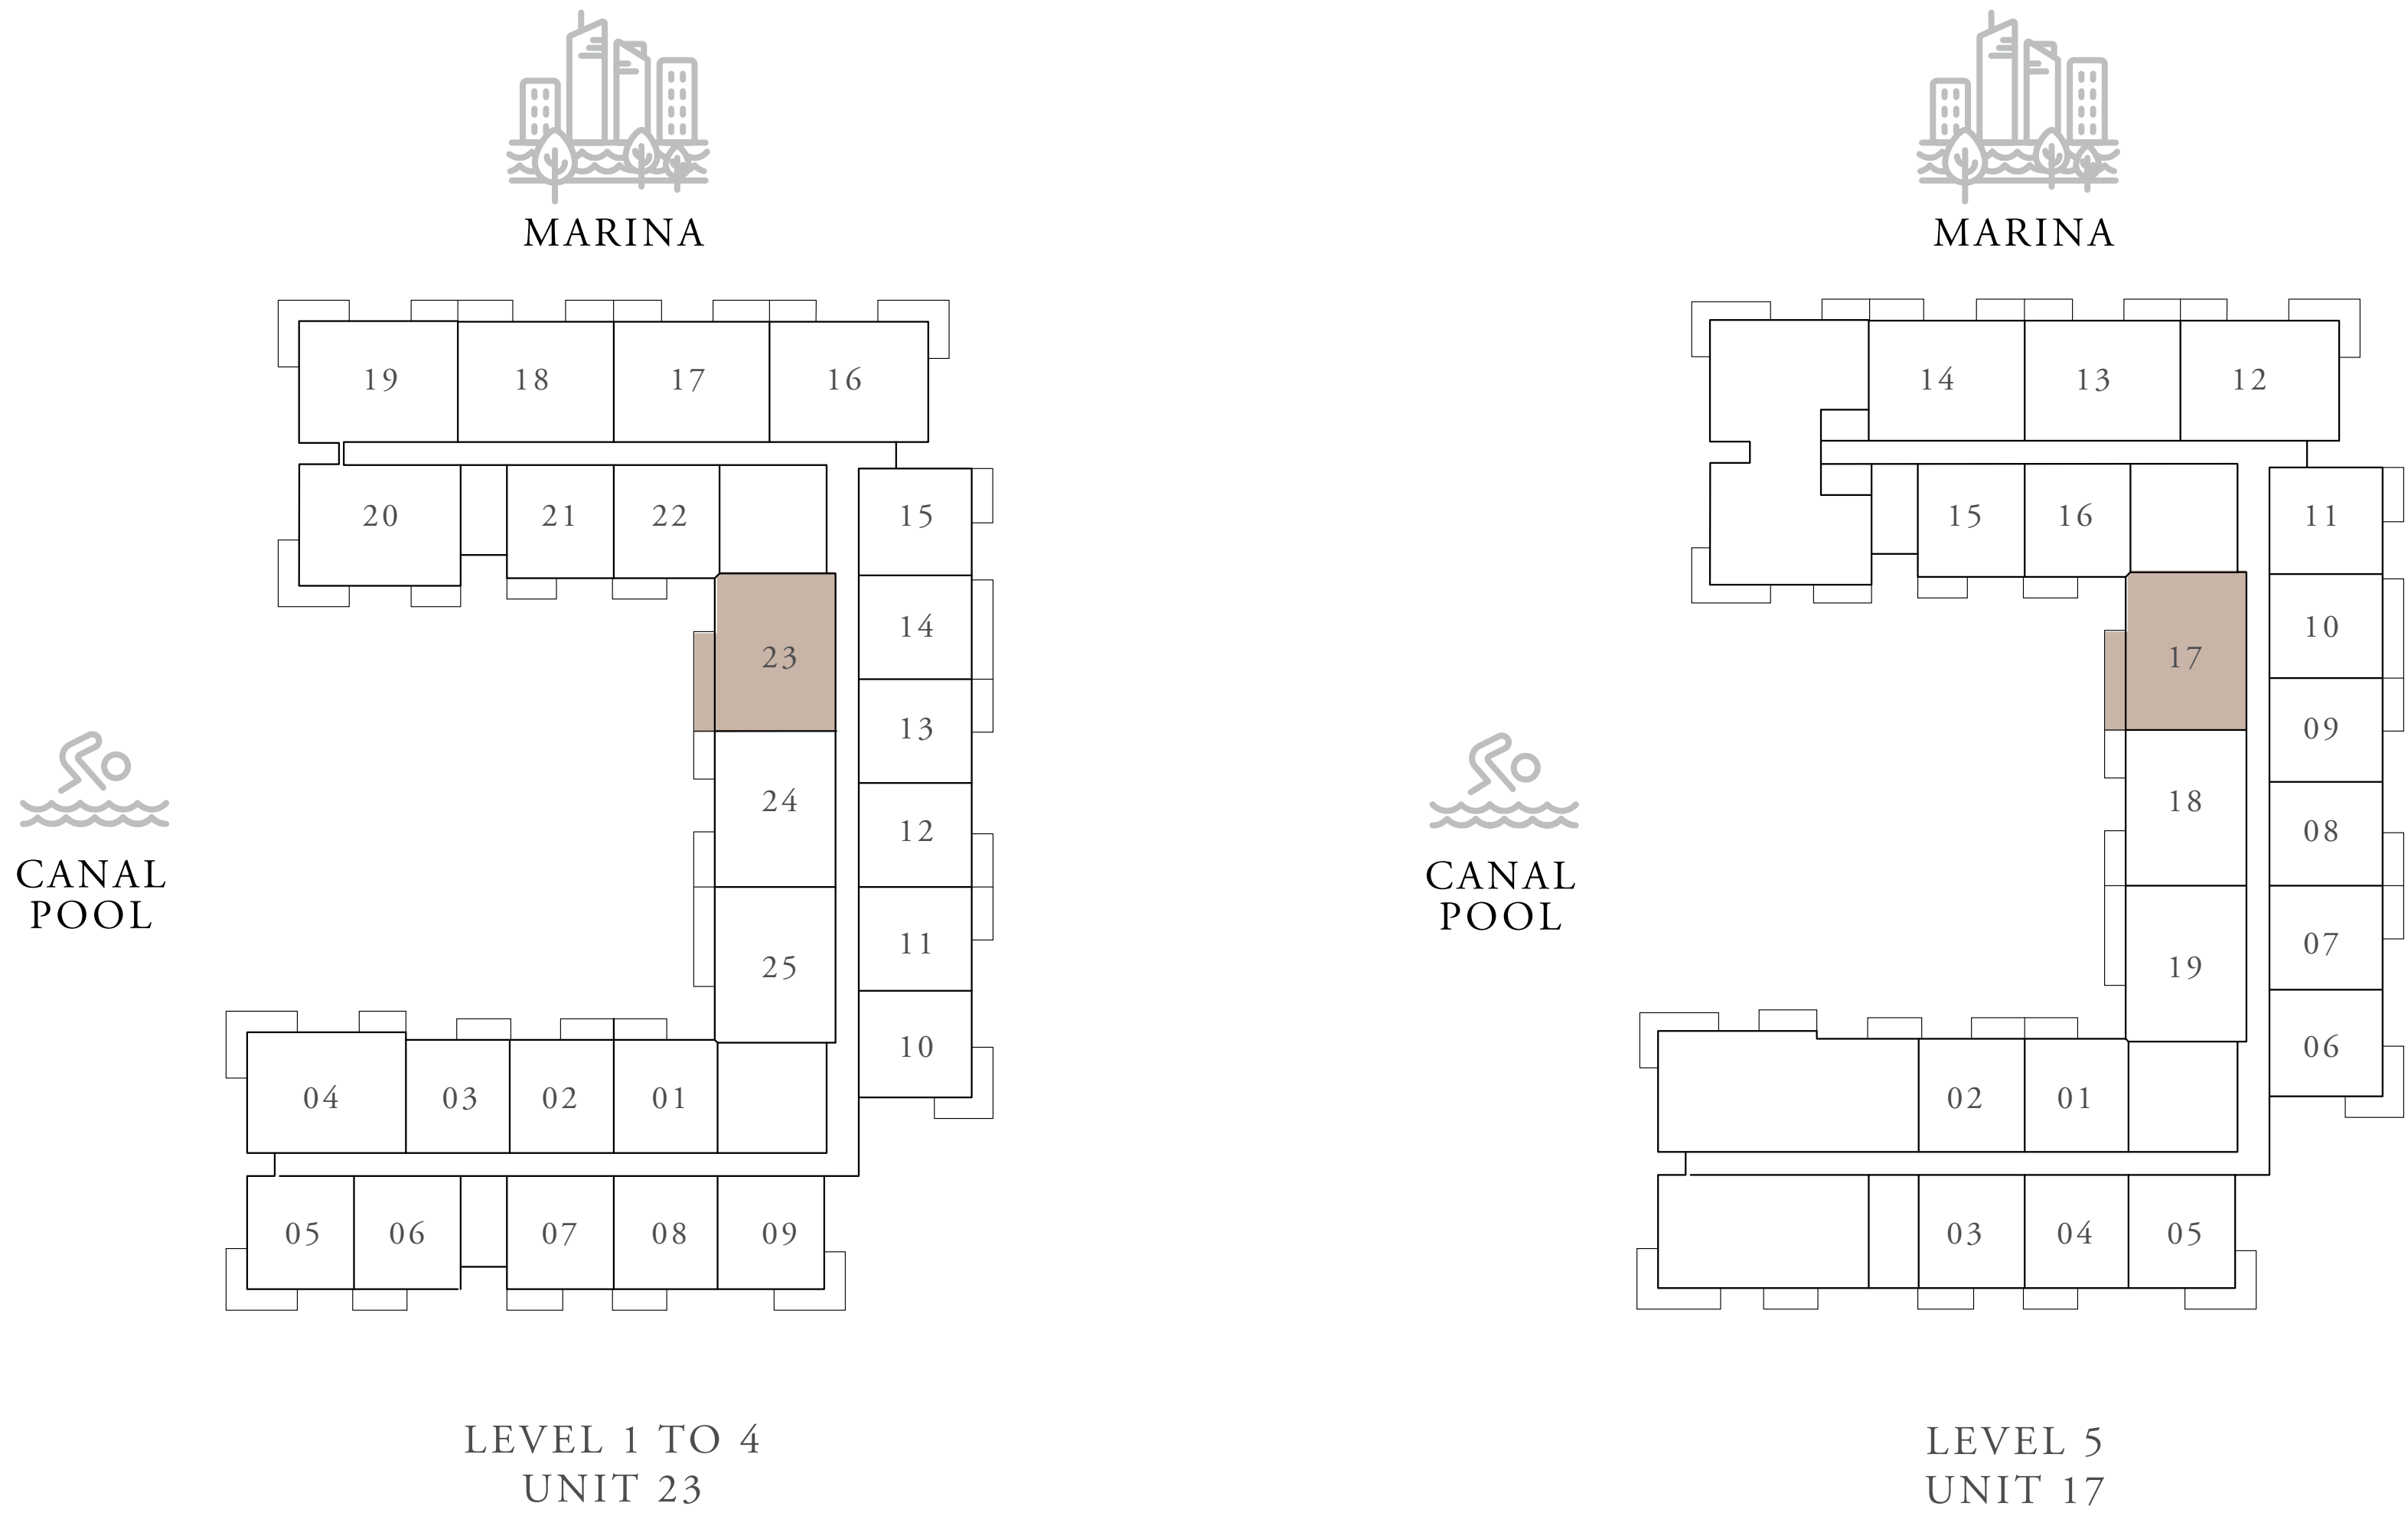 MARINA
19 18 17 16
20 21 22 15
14
23
13
24
12
11
25
10
04 03 02 01
05 06 07 08 09
CANAL
POOL
LEVEL 1 TO 4
UNIT 23
MARINA
14 13 12
15 16 11
10
17
09
18
08
07
19
06
02 01
03 04 05
CANAL
POOL
LEVEL 5
UNIT 17